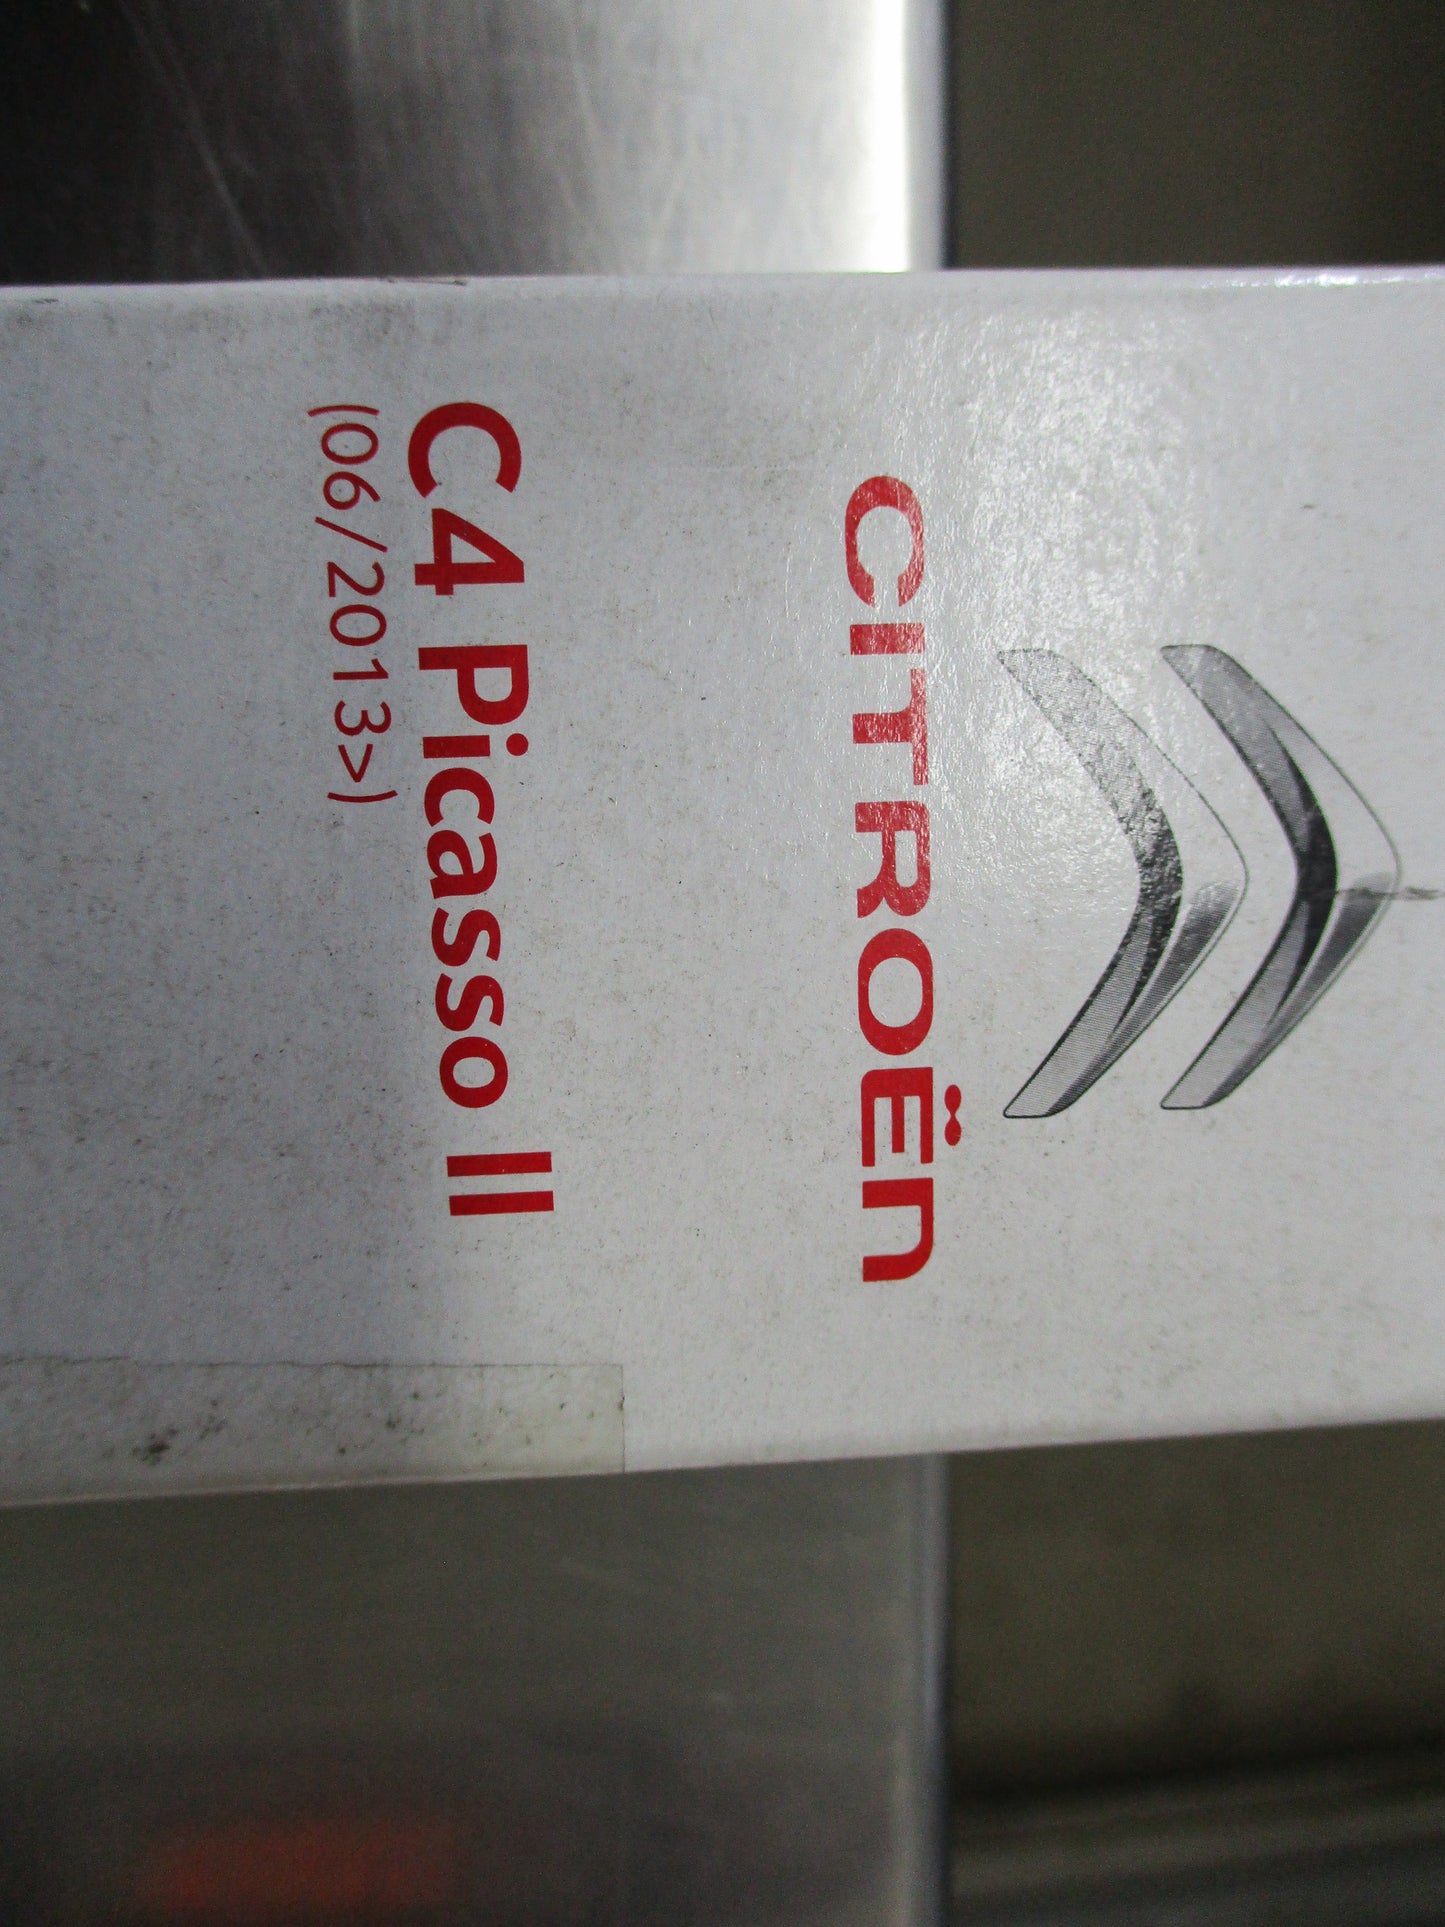 CITROËN
C4 Picasso II
(06/2013>)